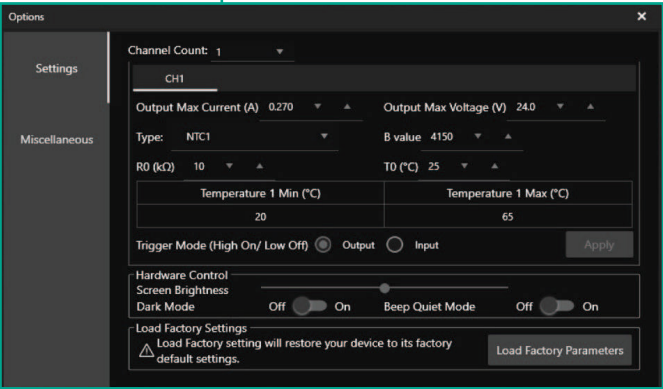 Options
Settings
Miscellaneous
Channel Count: 1
CH1
Output Max Current (A) 0.270 Output Max Voltage (V) 24.0
Type: NTC1 B value 4150
R0 (kΩ) 10 T0 (°C) 25
Temperature 1 Min (°C) Temperature 1 Max (°C)
20 65
Trigger Mode (High On/ Low Off) Output Input Apply
Hardware Control
Screen Brightness
Dark Mode Off On Beep Quiet Mode Off On
Load Factory Settings
Load Factory setting will restore your device to its factory
default settings.
Load Factory Parameters